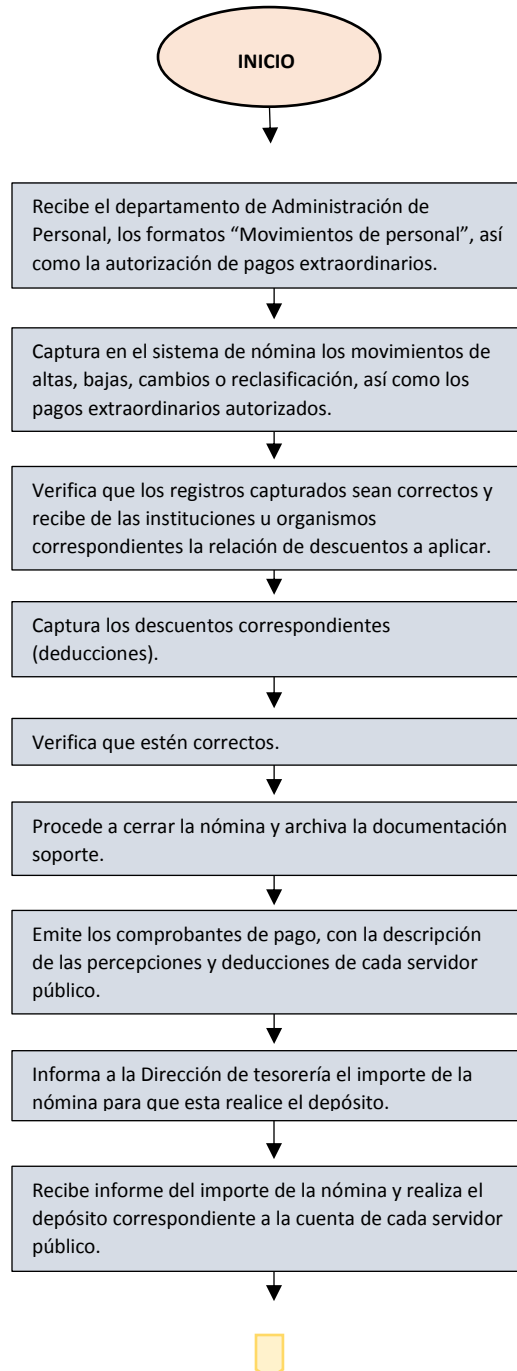 INICIO
Recibe el departamento de Administración de
Personal, los formatos “Movimientos de personal”, así
como la autorización de pagos extraordinarios.
Captura en el sistema de nómina los movimientos de
altas, bajas, cambios o reclasificación, así como los
pagos extraordinarios autorizados.
Verifica que los registros capturados sean correctos y
recibe de las instituciones u organismos
correspondientes la relación de descuentos a aplicar.
Captura los descuentos correspondientes
(deducciones).
Verifica que estén correctos.
Procede a cerrar la nómina y archiva la documentación
soporte.
Emite los comprobantes de pago, con la descripción
de las percepciones y deducciones de cada servidor
público.
Informa a la Dirección de tesorería el importe de la
nómina para que esta realice el depósito.
Recibe informe del importe de la nómina y realiza el
depósito correspondiente a la cuenta de cada servidor
público.